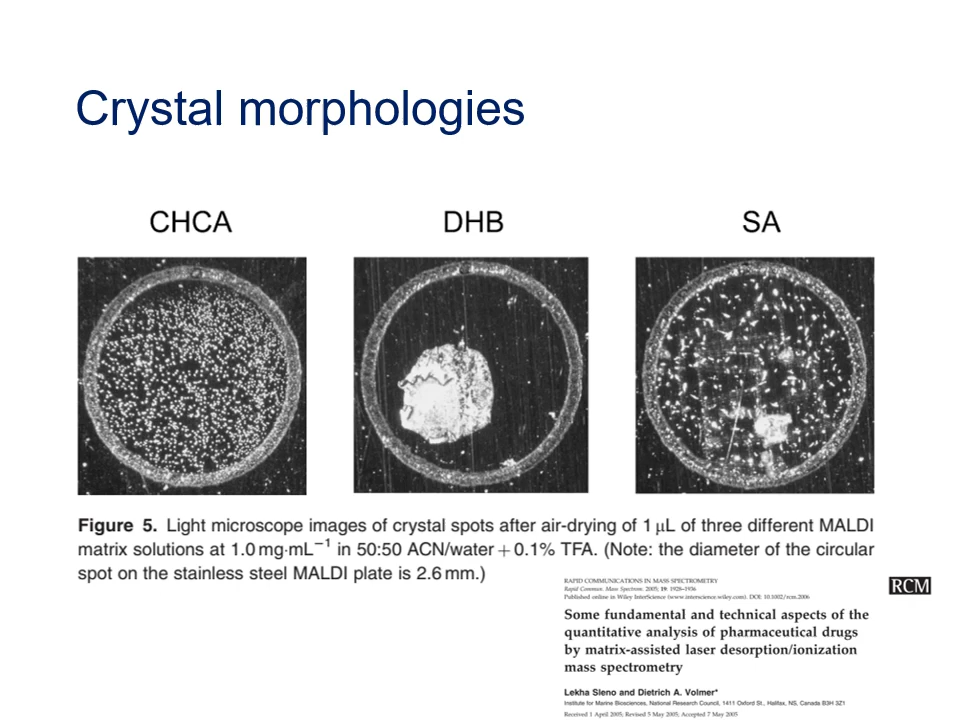 Crystal morphologies
CHCA
DHB
SA
Figure 5. Light microscope images of crystal spots after air-drying of 1 μL of three different MALDI
matrix solutions at 1.0 mg·mL⁻¹ in 50:50 ACN/water + 0.1% TFA. (Note: the diameter of the circular
spot on the stainless steel MALDI plate is 2.6 mm.)
RAPID COMMUNICATIONS IN MASS SPECTROMETRY
Rapid Commun. Mass Spectrom. 2005; 19: 1928–1936
Published online in Wiley InterScience (www.interscience.wiley.com). DOI: 10.1002/rcm.2006
RCM
Some fundamental and technical aspects of the
quantitative analysis of pharmaceutical drugs
by matrix-assisted laser desorption/ionization
mass spectrometry
Lekha Sleno and Dietrich A. Volmer*
Institute for Marine Biosciences, National Research Council, 1411 Oxford St., Halifax, NS, Canada B3H 3Z1
Received 1 April 2005; Revised 5 May 2005; Accepted 7 May 2005